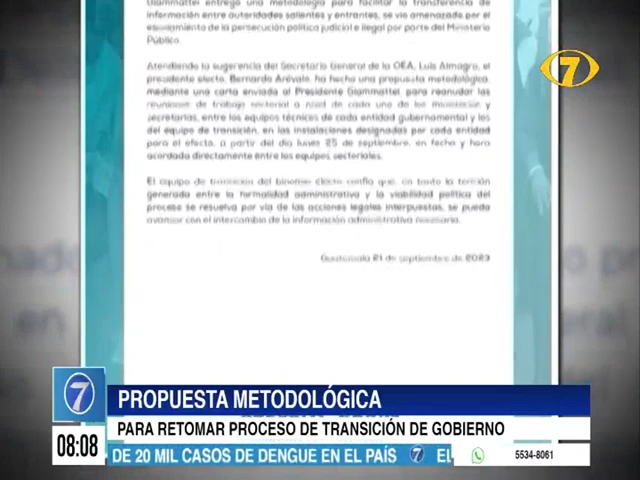 Giammattei entregó una metodología para facilitar la transferencia de
información entre autoridades salientes y entrantes, se vio amenazada por el
de la persecución política judicial e ilegal por parte del Ministerio
Público.
Atendiendo la sugerencia del Secretario General de la OEA, Luis Almagro, el
presidente electo, Bernardo Arévalo, ha hecho una propuesta metodológica,
mediante una carta enviada al Presidente Giammattei para reanudar las
reuniones de trabajo sectorial a nivel de cada uno de los ministerios y
secretarías, entre los equipos técnicos de cada entidad gubernamental y los
del equipo de transición, en las instalaciones designadas por cada entidad
para el efecto, a partir del día lunes 25 de septiembre, en fecha y hora
acordada directamente entre los equipos sectoriales.
El equipo de transición del binomio electo confía que, en tanto la tensión
generada entre la formalidad administrativa y la viabilidad política del
proceso se resuelva por vía de las acciones legales interpuestas, se pueda
avanzar con el intercambio de la información administrativa necesaria.
Guatemala 21 de septiembre de 2023
7
7
PROPUESTA METODOLÓGICA
PARA RETOMAR PROCESO DE TRANSICIÓN DE GOBIERNO
08:08
DE 20 MIL CASOS DE DENGUE EN EL PAÍS 7 EL
5534-8061